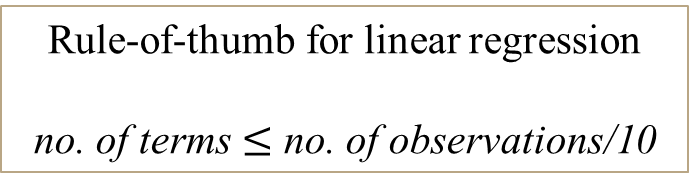 Rule-of-thumb for linear regression
no. of terms ≤ no. of observations/10